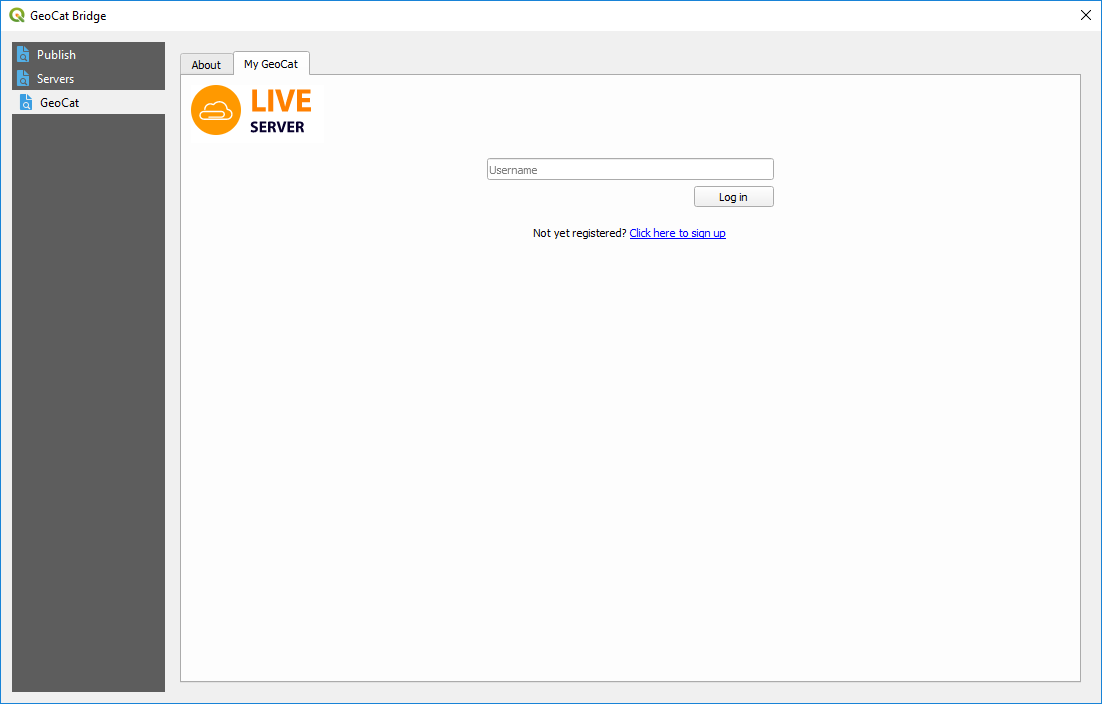 GeoCat Bridge
Publish
Servers
GeoCat
About
My GeoCat
LIVE
SERVER
Username
Log in
Not yet registered? Click here to sign up